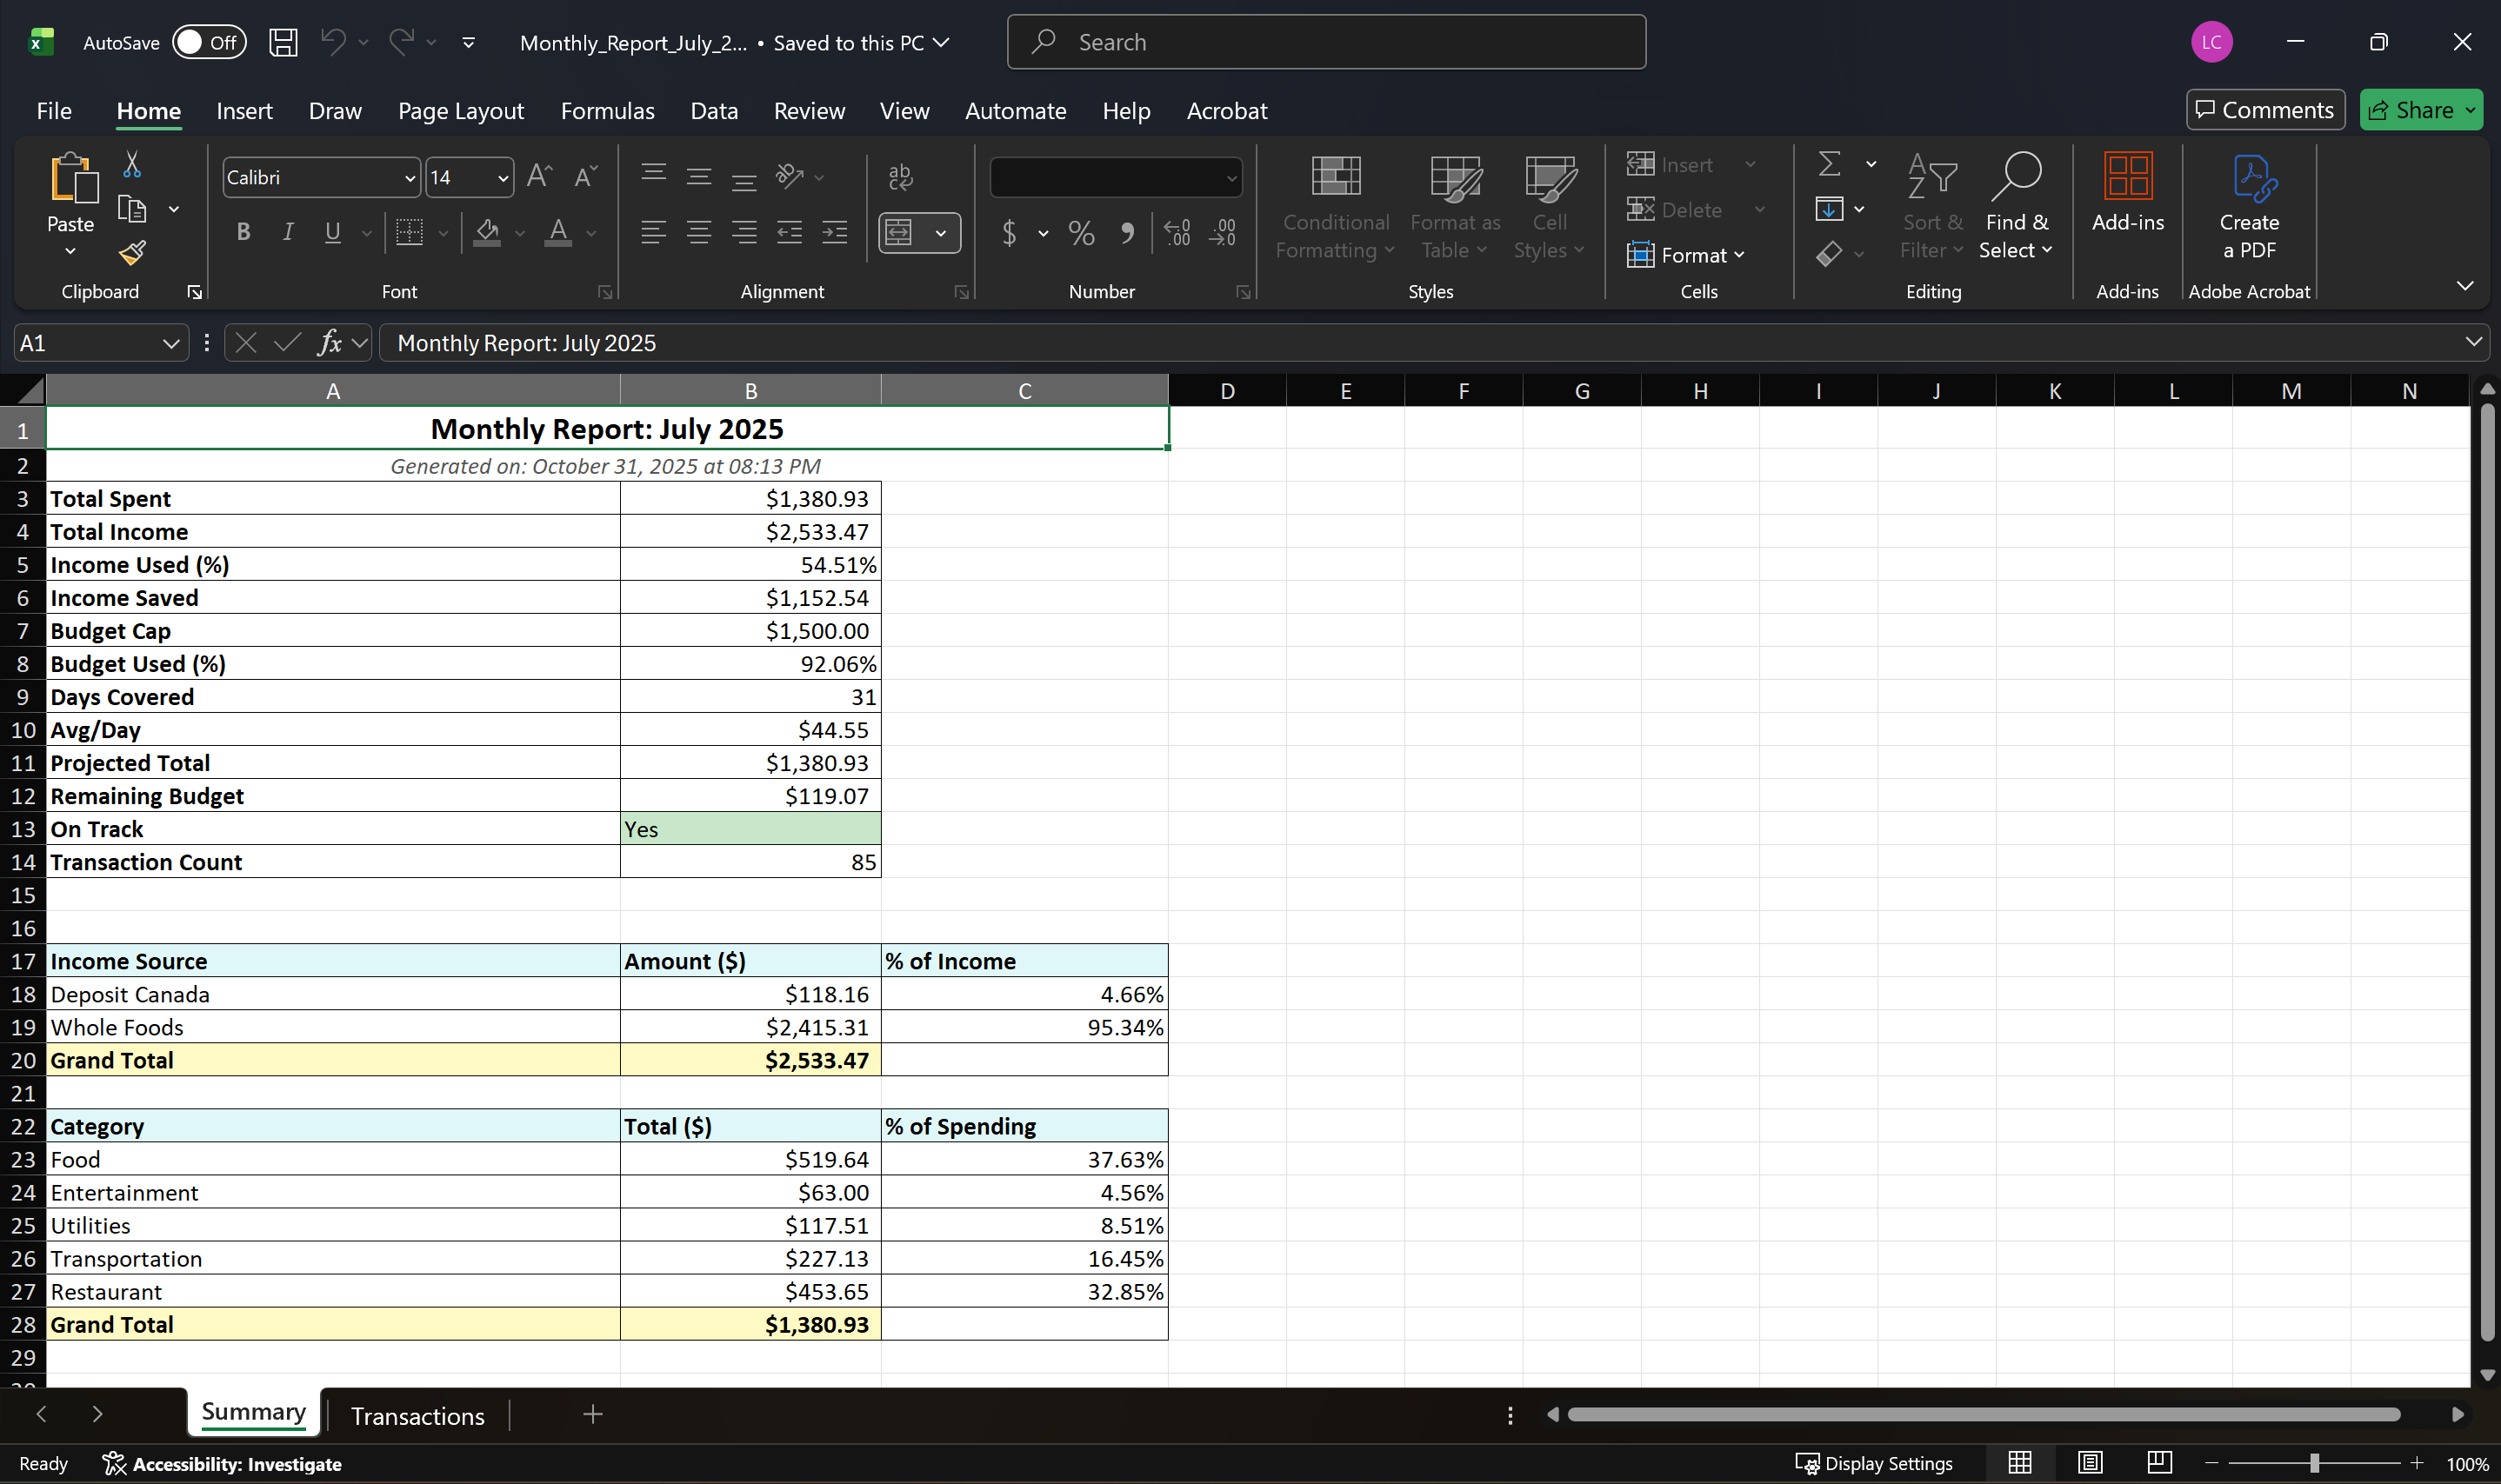 AutoSave Off Monthly_Report_July_2... • Saved to this PC Search LC
File Home Insert Draw Page Layout Formulas Data Review View Automate Help Acrobat Comments Share
Paste Calibri 14 Insert Delete Format
B I U A $ % Conditional Formatting Format as Table Cell Styles Sort & Filter Find & Select Add-ins Create a PDF
Clipboard Font Alignment Number Styles Cells Editing Add-ins Adobe Acrobat
A1 fx Monthly Report: July 2025
A B C D E F G H I J K L M N
1 Monthly Report: July 2025
2 Generated on: October 31, 2025 at 08:13 PM
3 Total Spent $1,380.93
4 Total Income $2,533.47
5 Income Used (%) 54.51%
6 Income Saved $1,152.54
7 Budget Cap $1,500.00
8 Budget Used (%) 92.06%
9 Days Covered 31
10 Avg/Day $44.55
11 Projected Total $1,380.93
12 Remaining Budget $119.07
13 On Track Yes
14 Transaction Count 85
15
16
17 Income Source Amount ($) % of Income
18 Deposit Canada $118.16 4.66%
19 Whole Foods $2,415.31 95.34%
20 Grand Total $2,533.47
21
22 Category Total ($) % of Spending
23 Food $519.64 37.63%
24 Entertainment $63.00 4.56%
25 Utilities $117.51 8.51%
26 Transportation $227.13 16.45%
27 Restaurant $453.65 32.85%
28 Grand Total $1,380.93
29
Summary Transactions
Ready Accessibility: Investigate Display Settings 100%